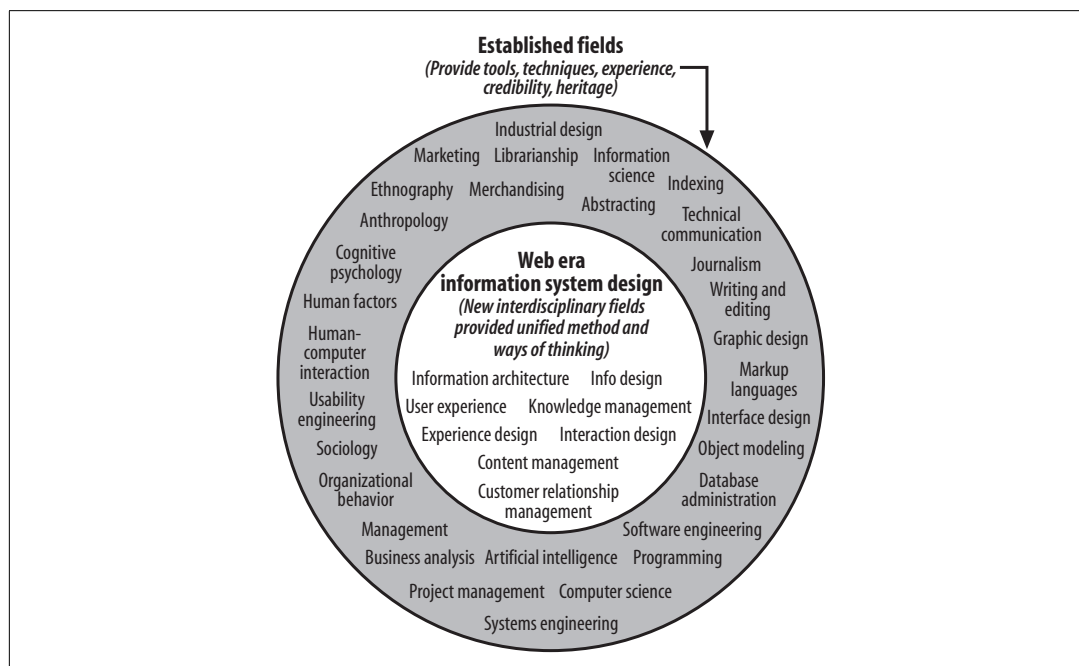 Established fields
(Provide tools, techniques, experience,
credibility, heritage)
Industrial design
Marketing
Librarianship
Information
science
Indexing
Ethnography
Merchandising
Abstracting
Anthropology
Technical
communication
Cognitive
psychology
Journalism
Human factors
Writing and
editing
Human-
computer
interaction
Graphic design
Usability
engineering
Markup
languages
Sociology
Interface design
Object modeling
Organizational
behavior
Database
administration
Management
Software engineering
Business analysis
Artificial intelligence
Programming
Project management
Computer science
Systems engineering
Web era
information system design
(New interdisciplinary fields
provided unified method and
ways of thinking)
Information architecture
Info design
User experience
Knowledge management
Experience design
Interaction design
Content management
Customer relationship
management